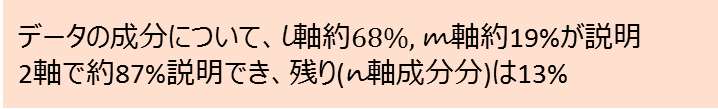 データの成分について、l軸約68%, m軸約19%が説明
2軸で約87%説明でき、残り(n軸成分分)は13%